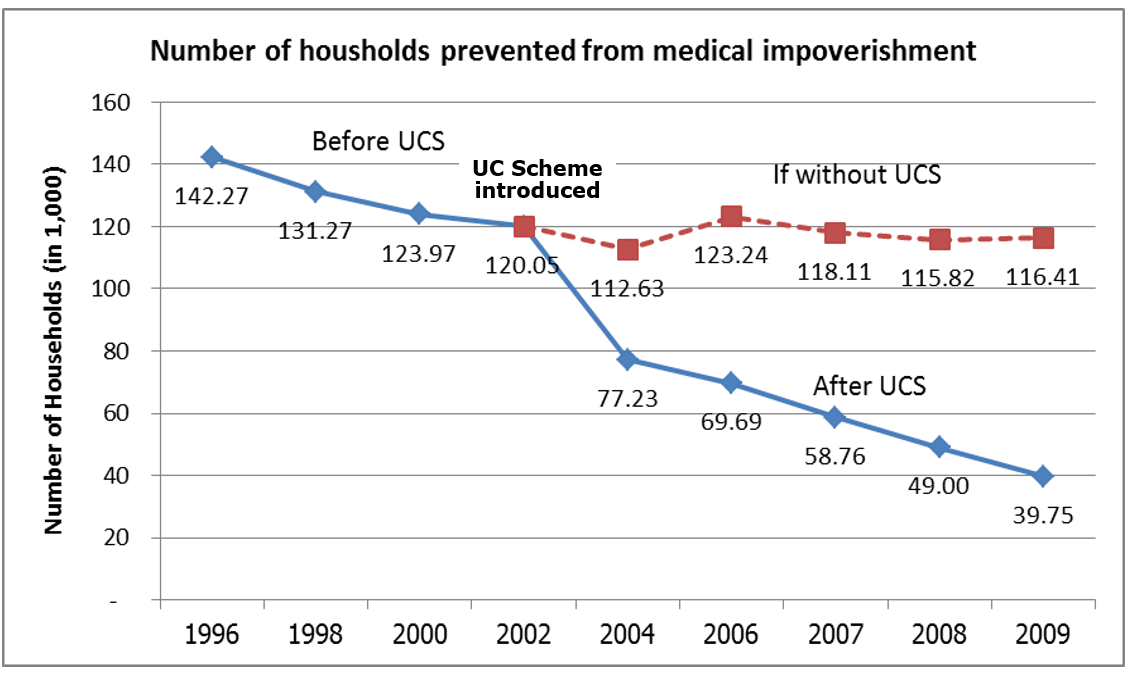 Number of housholds prevented from medical impoverishment
Number of Households (in 1,000)
160
140
120
100
80
60
40
20
-
Before UCS
UC Scheme
introduced
If without UCS
After UCS
142.27
131.27
123.97
120.05
112.63
123.24
118.11
115.82
116.41
77.23
69.69
58.76
49.00
39.75
1996 1998 2000 2002 2004 2006 2007 2008 2009